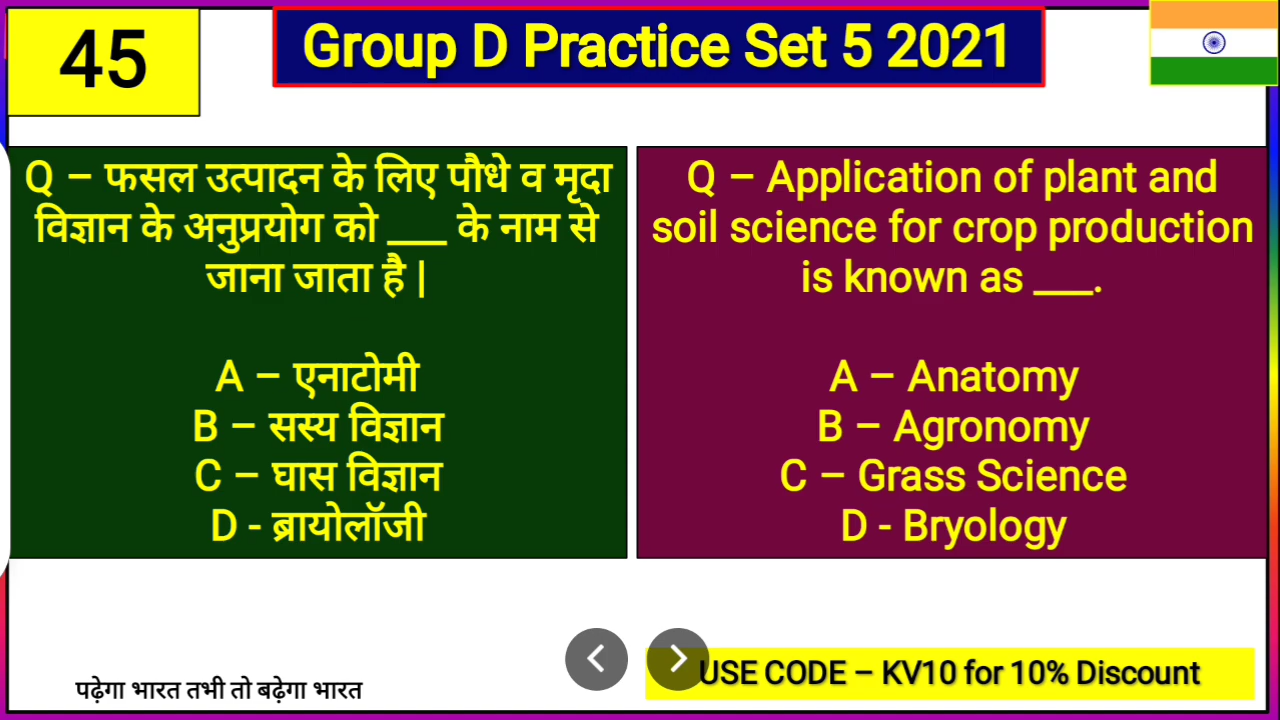 45
Group D Practice Set 5 2021
Q – फसल उत्पादन के लिए पौधे व मृदा
विज्ञान के अनुप्रयोग को ___ के नाम से
जाना जाता है |
A – एनाटोमी
B – सस्य विज्ञान
C – घास विज्ञान
D - ब्रायोलॉजी
Q – Application of plant and
soil science for crop production
is known as ___.
A – Anatomy
B – Agronomy
C – Grass Science
D - Bryology
पढ़ेगा भारत तभी तो बढ़ेगा भारत
USE CODE – KV10 for 10% Discount